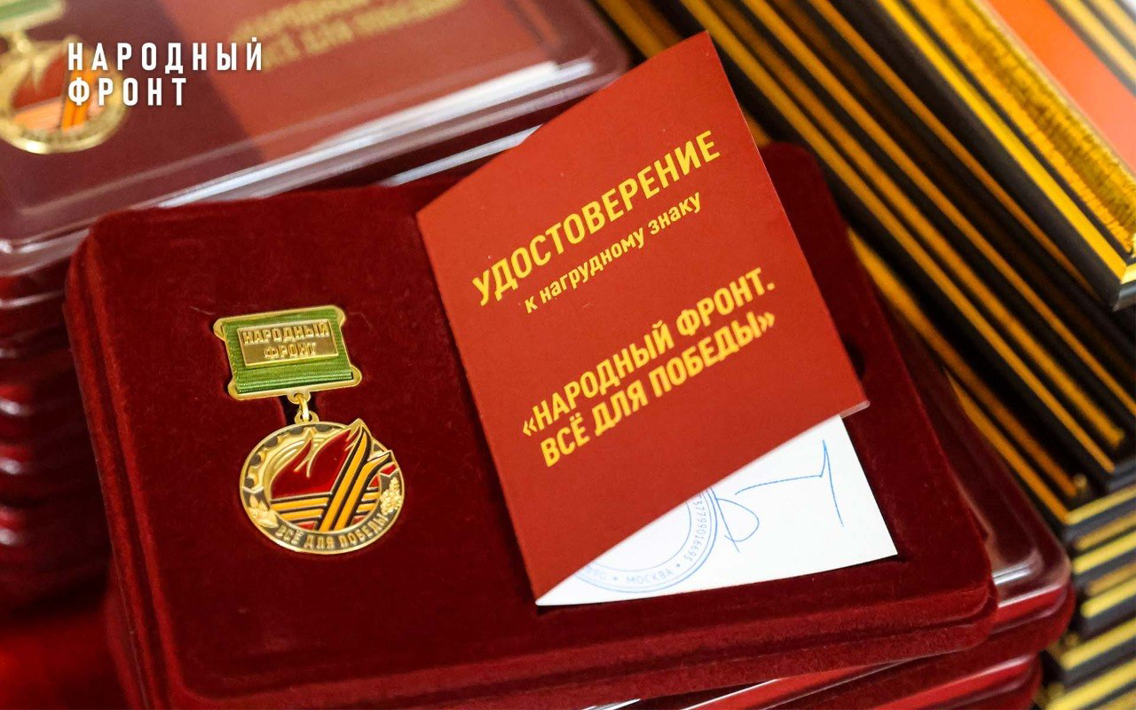 НАРОДНЫЙ
ФРОНТ
УДОСТОВЕРЕНИЕ
к нагрудному знаку
«НАРОДНЫЙ ФРОНТ.
ВСЁ ДЛЯ ПОБЕДЫ»
НАРОДНЫЙ
ФРОНТ
ВСЁ ДЛЯ ПОБЕДЫ
МОСКВА